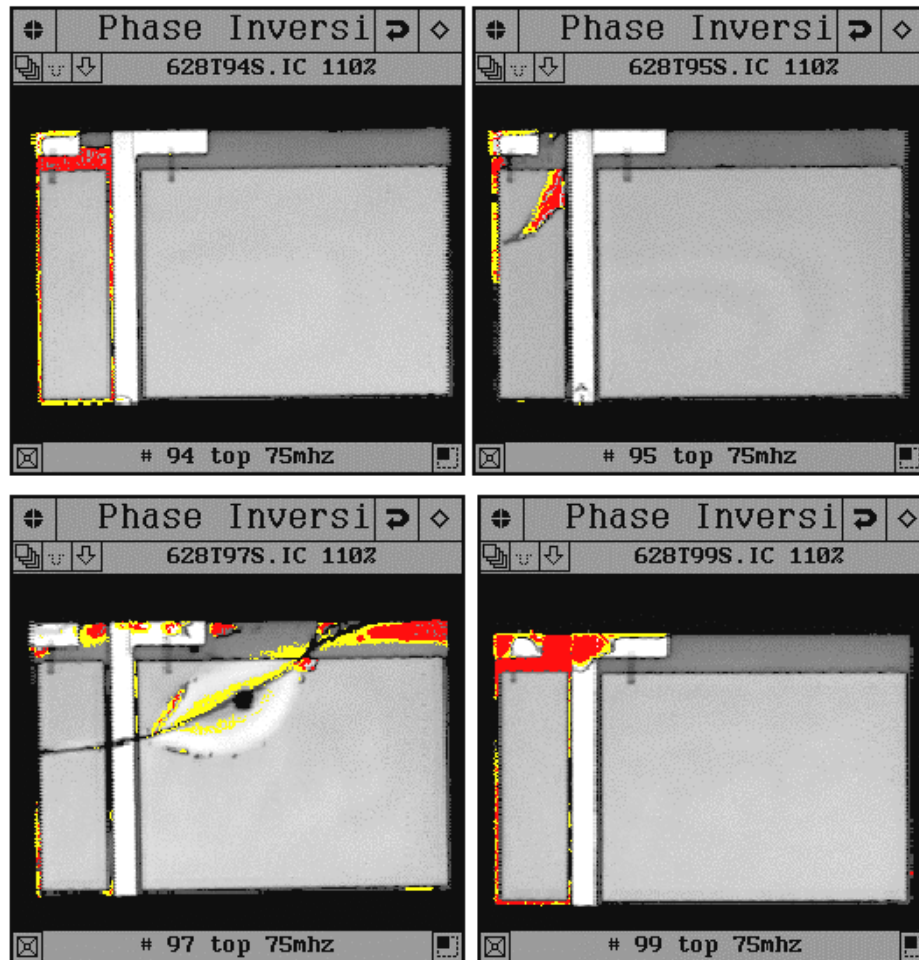 Phase Inversi
628T94S.IC 110%
# 94 top 75mhz
Phase Inversi
628T95S.IC 110%
# 95 top 75mhz
Phase Inversi
628T97S.IC 110%
# 97 top 75mhz
Phase Inversi
628T99S.IC 110%
# 99 top 75mhz